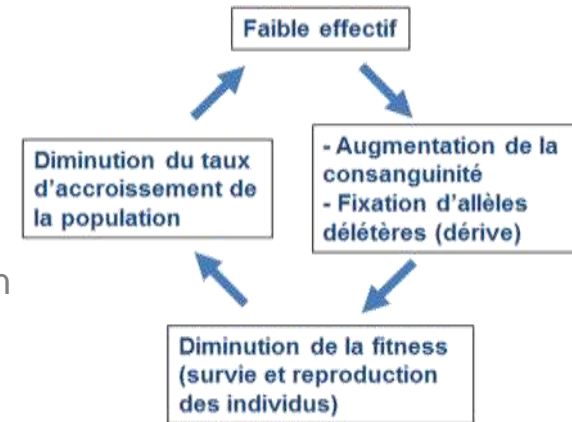 Faible effectif
- Augmentation de la
consanguinité
- Fixation d'allèles
délétères (dérive)
Diminution de la fitness
(survie et reproduction
des individus)
Diminution du taux
d'accroissement de
la population
n